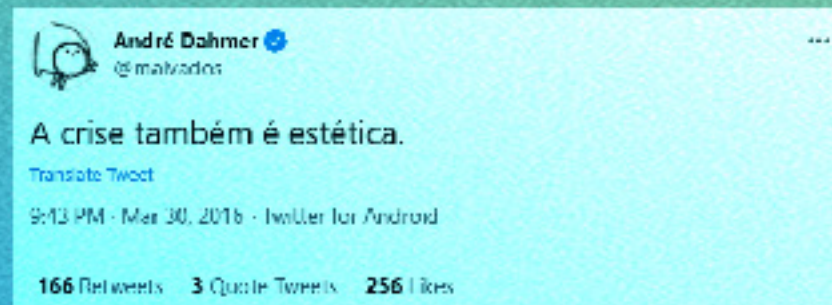 André Dahmer
@malvados
A crise também é estética.
Translate Tweet
9:43 PM · Mar 30, 2016 · Twitter for Android
166 Retweets 3 Quote Tweets 256 Likes